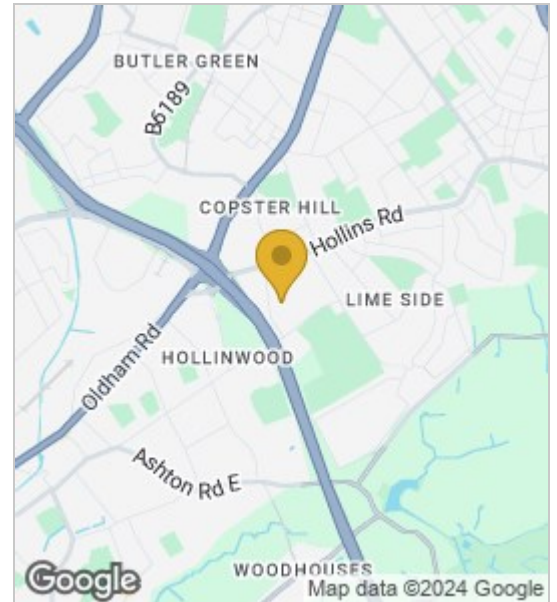 BUTLER GREEN
B6189
COPSTER HILL
Hollins Rd
LIME SIDE
HOLLINWOOD
Oldham Rd
Ashton Rd E
WOODHOUSES
Google
Map data ©2024 Google